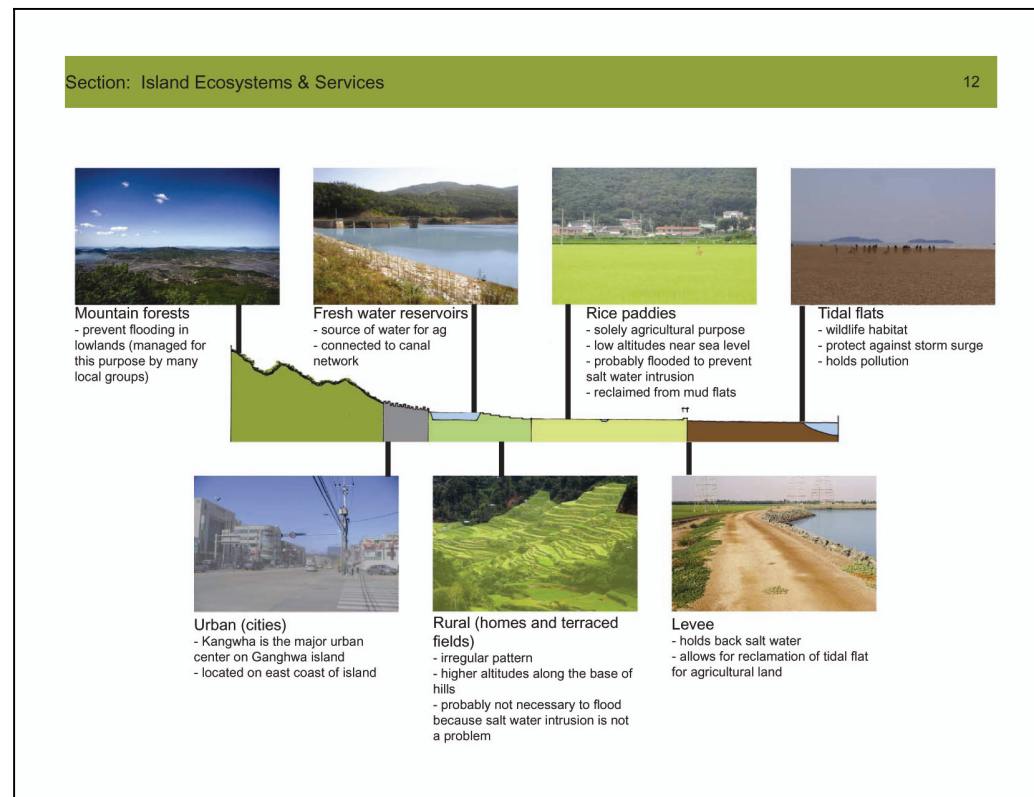 Section: Island Ecosystems & Services
12
Mountain forests
- prevent flooding in
lowlands (managed for
this purpose by many
local groups)
Fresh water reservoirs
- source of water for ag
- connected to canal
network
Rice paddies
- solely agricultural purpose
- low altitudes near sea level
- probably flooded to prevent
salt water intrusion
- reclaimed from mud flats
Tidal flats
- wildlife habitat
- protect against storm surge
- holds pollution
Urban (cities)
- Kangwha is the major urban
center on Ganghwa island
- located on east coast of island
Rural (homes and terraced
fields)
- irregular pattern
- higher altitudes along the base of
hills
- probably not necessary to flood
because salt water intrusion is not
a problem
Levee
- holds back salt water
- allows for reclamation of tidal flat
for agricultural land